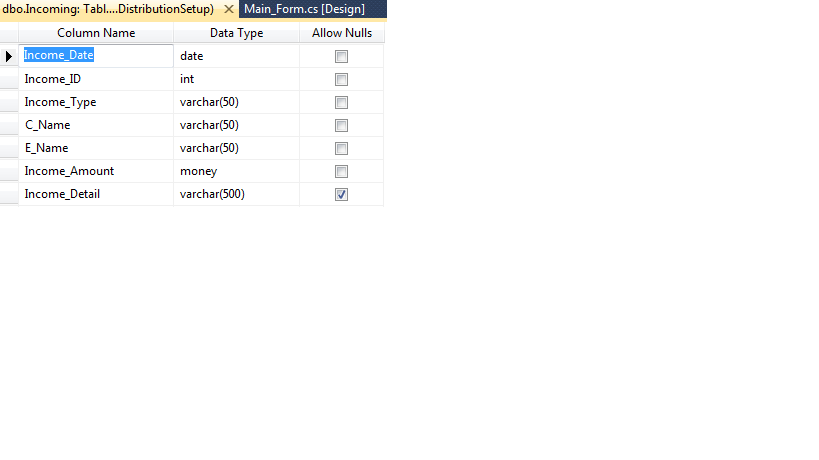 dbo.Incoming: Tabl....DistributionSetup) Main_Form.cs [Design]
Column Name Data Type Allow Nulls
Income_Date date
Income_ID int
Income_Type varchar(50)
C_Name varchar(50)
E_Name varchar(50)
Income_Amount money
Income_Detail varchar(500)